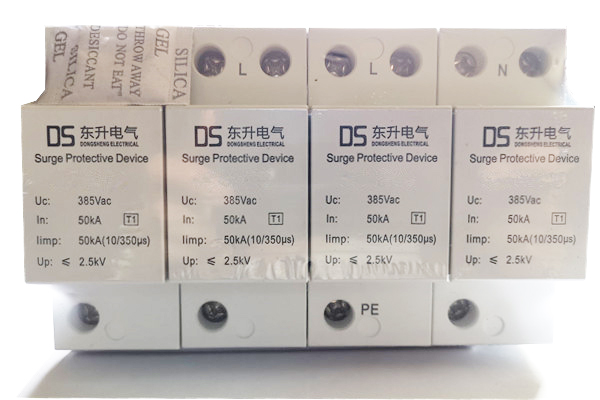 SILICA
GEL
THROW AWAY
DO NOT EAT"
DESICCANT
SILICA
GEL
L
L
N
DS 东升电气
DONGSHENG ELECTRICAL
Surge Protective Device
Uc: 385Vac
In: 50kA T1
Iimp: 50kA(10/350μs)
Up: ≤ 2.5kV
DS 东升电气
DONGSHENG ELECTRICAL
Surge Protective Device
Uc: 385Vac
In: 50kA T1
Iimp: 50kA(10/350μs)
Up: ≤ 2.5kV
DS 东升电气
DONGSHENG ELECTRICAL
Surge Protective Device
Uc: 385Vac
In: 50kA T1
Iimp: 50kA(10/350μs)
Up: ≤ 2.5kV
DS 东升电气
DONGSHENG ELECTRICAL
Surge Protective Device
Uc: 385Vac
In: 50kA T1
Iimp: 50kA(10/350μs)
Up: ≤ 2.5kV
PE